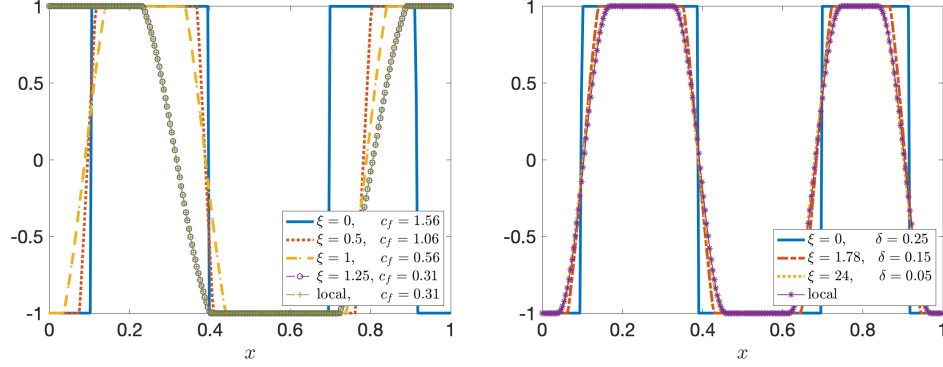 1
0.5
0
-0.5
-1
0
0.2
0.4
0.6
0.8
1
x
ξ = 0, c_f = 1.56
ξ = 0.5, c_f = 1.06
ξ = 1, c_f = 0.56
ξ = 1.25, c_f = 0.31
local, c_f = 0.31
1
0.5
0
-0.5
-1
0
0.2
0.4
0.6
0.8
1
x
ξ = 0, δ = 0.25
ξ = 1.78, δ = 0.15
ξ = 24, δ = 0.05
local